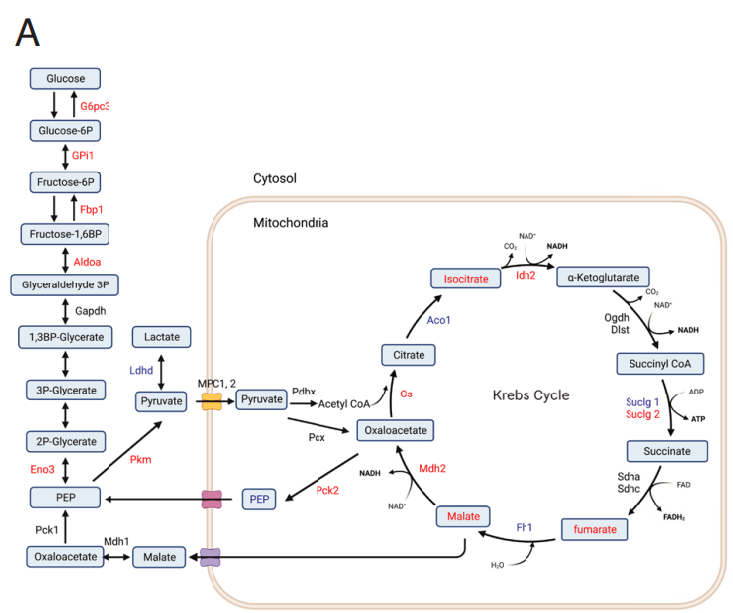 A
Glucose
G6pc3
Glucose-6P
GPi1
Fructose-6P
Fbp1
Fructose-1,6BP
Aldoa
Glyceraldehyde 3P
Gapdh
1,3BP-Glycerate
3P-Glycerate
2P-Glycerate
Eno3
PEP
Pck1
Oxaloacetate
Mdh1
Malate
Lactate
Ldhd
Pyruvate
Pkm
MPC1, 2
Cytosol
Mitochondria
Pyruvate
Pdhx
Acetyl CoA
Pcx
Oxaloacetate
PEP
Pck2
Citrate
Aco1
Isocitrate
CO₂
NAD⁺
NADH
Idh2
α-Ketoglutarate
CO₂
NAD⁺
NADH
Ogdh
Dlst
Succinyl CoA
Suclg 1
Suclg 2
ADP
ATP
Succinate
Sdha
Sdhc
FAD
FADH₂
fumarate
H₂O
Malate
Mdh2
NADH
NAD⁺
Krebs Cycle